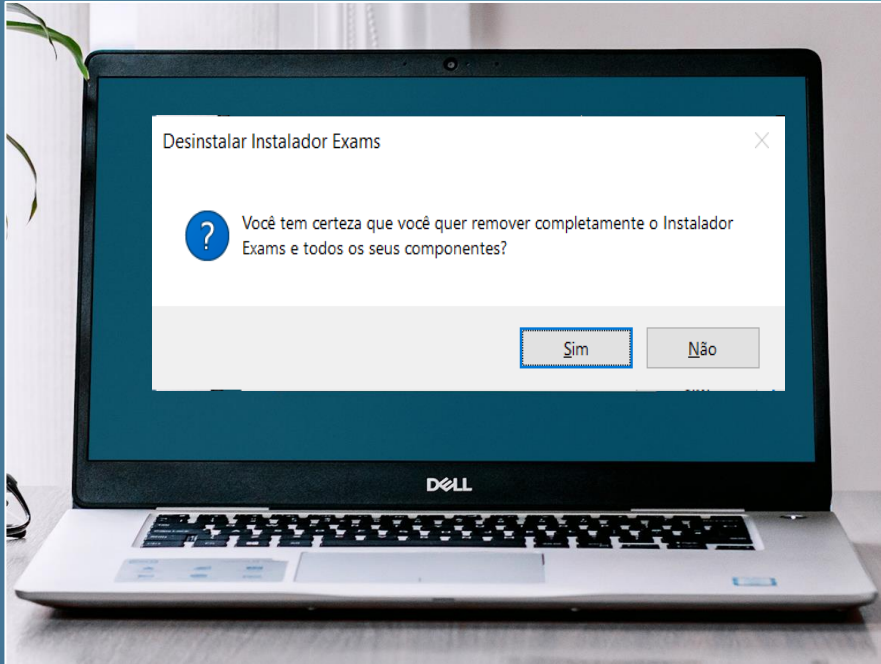 Desinstalar Instalador Exams
Você tem certeza que você quer remover completamente o Instalador
Exams e todos os seus componentes?
Sim
Não
DELL